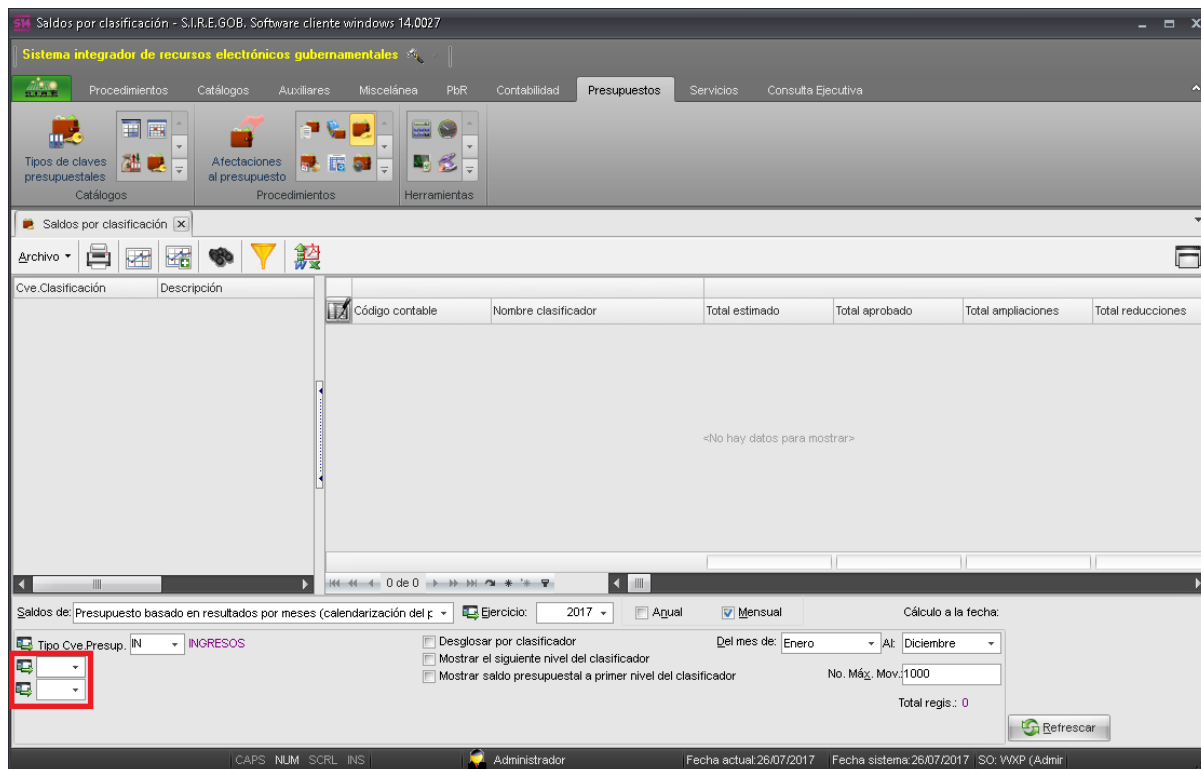 S14 Saldos por clasificación - S.I.RE.GOB. Software cliente windows 14.0027
Sistema integrador de recursos electrónicos gubernamentales
Procedimientos Catálogos Auxiliares Miscelánea PbR Contabilidad Presupuestos Servicios Consulta Ejecutiva
Tipos de claves
presupuestales
Afectaciones
al presupuesto
Catálogos Procedimientos Herramientas
Saldos por clasificación
Archivo
Cve.Clasificación Descripción
Código contable Nombre clasificador Total estimado Total aprobado Total ampliaciones Total reducciones
<No hay datos para mostrar>
0 de 0
Saldos de: Presupuesto basado en resultados por meses (calendarización del p Ejercicio: 2017 Anual Mensual Cálculo a la fecha:
Tipo Cve.Presup. IN INGRESOS Desglosar por clasificador Del mes de: Enero Al: Diciembre
Mostrar el siguiente nivel del clasificador
Mostrar saldo presupuestal a primer nivel del clasificador No. Máx. Mov.: 1000
Total regis.: 0
Refrescar
CAPS NUM SCRL INS Administrador Fecha actual:26/07/2017 Fecha sistema:26/07/2017 SO: WXP (Admir